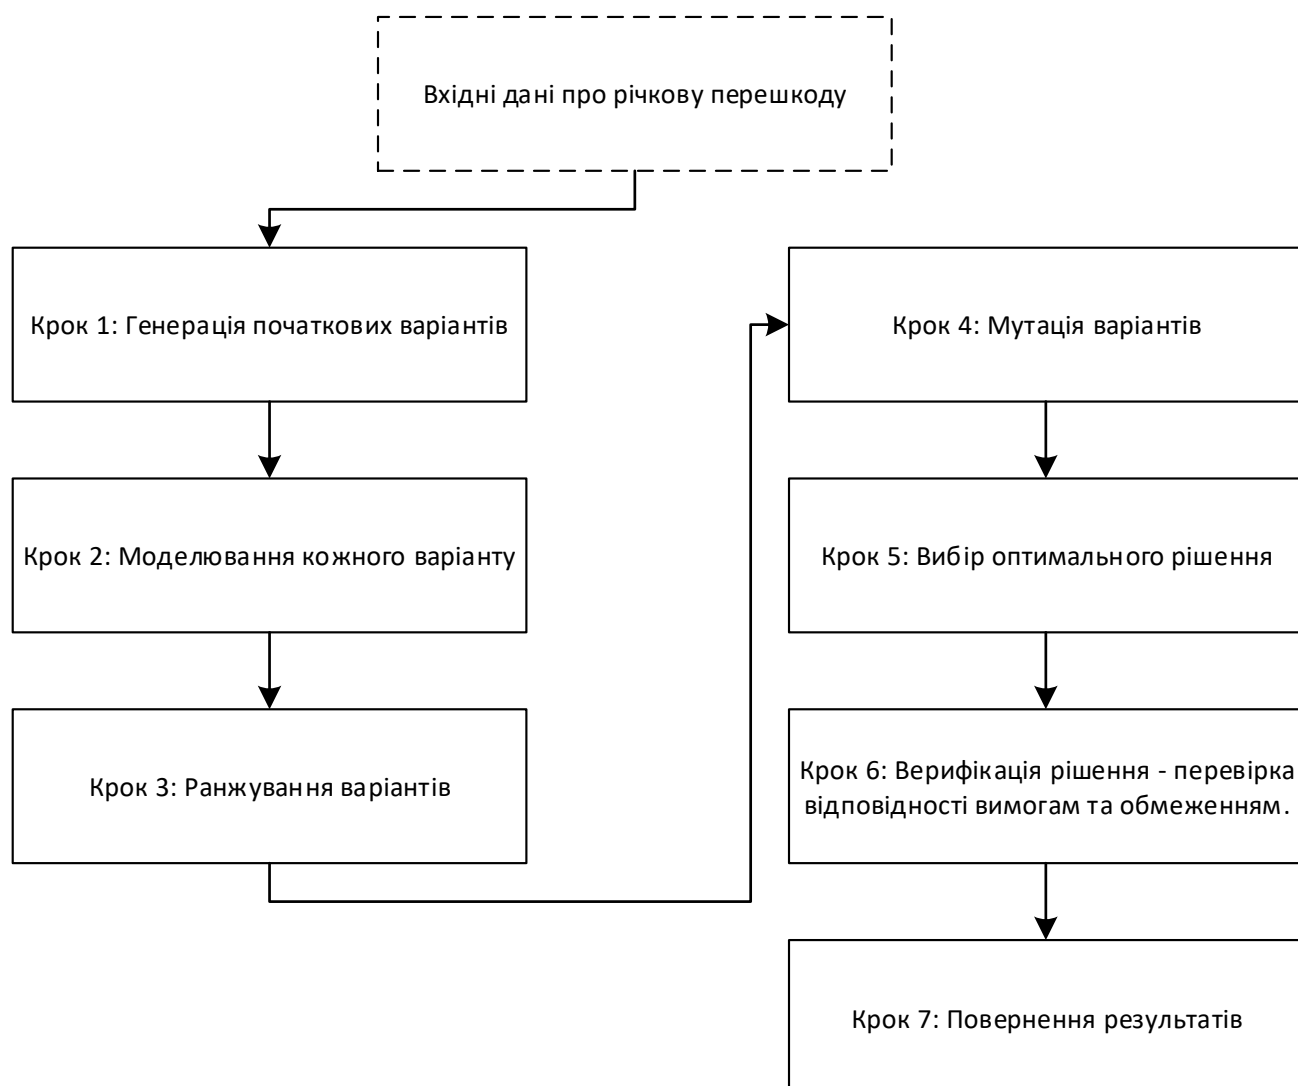 Вхідні дані про річкову перешкоду
Крок 1: Генерація початкових варіантів
Крок 2: Моделювання кожного варіанту
Крок 3: Ранжування варіантів
Крок 4: Мутація варіантів
Крок 5: Вибір оптимального рішення
Крок 6: Верифікація рішення - перевірка
відповідності вимогам та обмеженням.
Крок 7: Повернення результатів